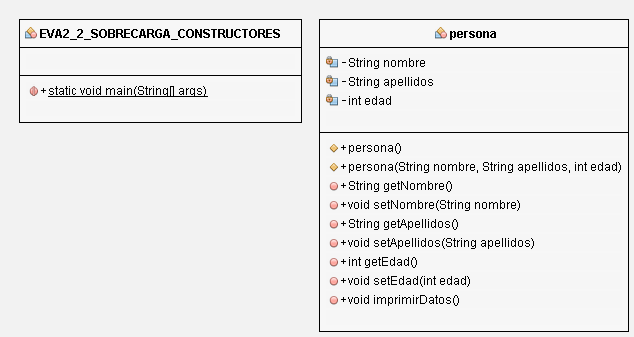 EVA2_2_SOBRECARGA_CONSTRUCTORES
+ static void main(String[] args)
persona
- String nombre
- String apellidos
- int edad
+ persona()
+ persona(String nombre, String apellidos, int edad)
+ String getNombre()
+ void setNombre(String nombre)
+ String getApellidos()
+ void setApellidos(String apellidos)
+ int getEdad()
+ void setEdad(int edad)
+ void imprimirDatos()